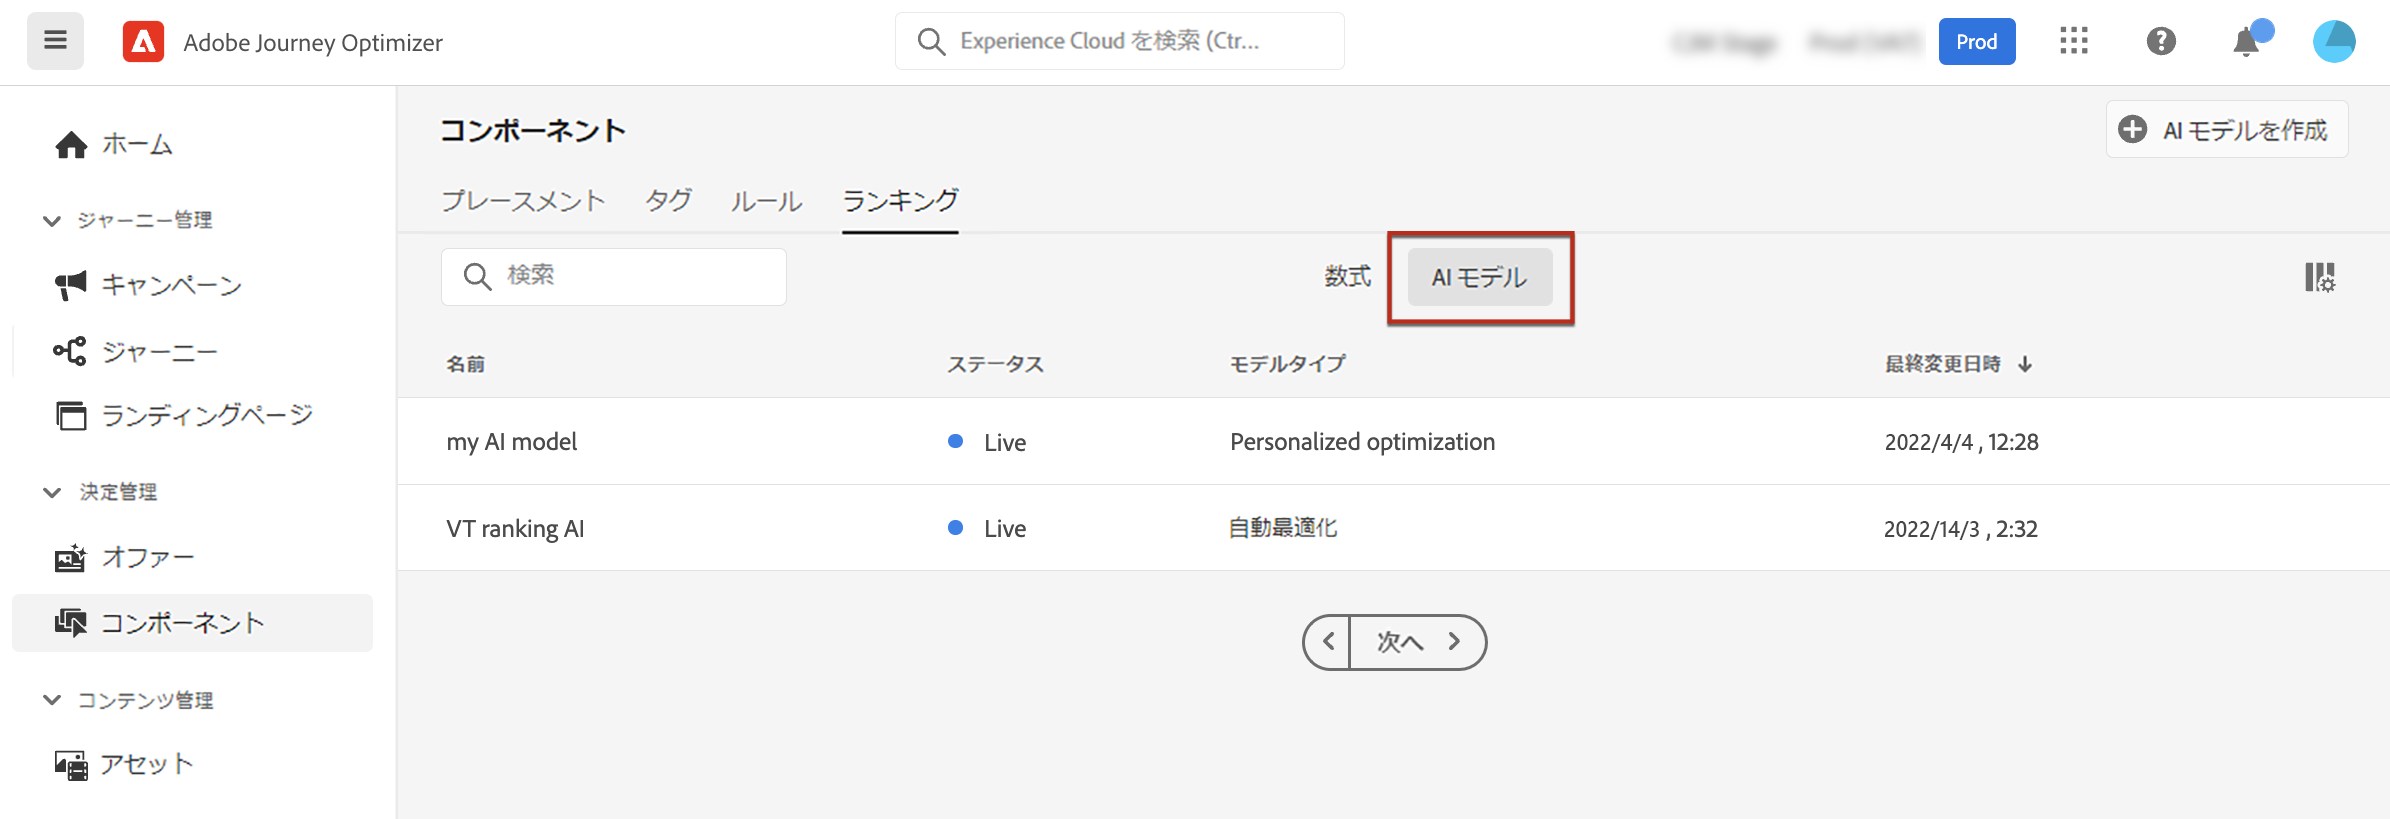 Adobe Journey Optimizer
Experience Cloud を検索 (Ctr...
Prod
ホーム
ジャーニー管理
キャンペーン
ジャーニー
ランディングページ
決定管理
オファー
コンポーネント
コンテンツ管理
アセット
コンポーネント
AI モデルを作成
プレースメント タグ ルール ランキング
検索
数式 AI モデル
名前 ステータス モデルタイプ 最終変更日時
my AI model Live Personalized optimization 2022/4/4 , 12:28
VT ranking AI Live 自動最適化 2022/14/3 , 2:32
次へ